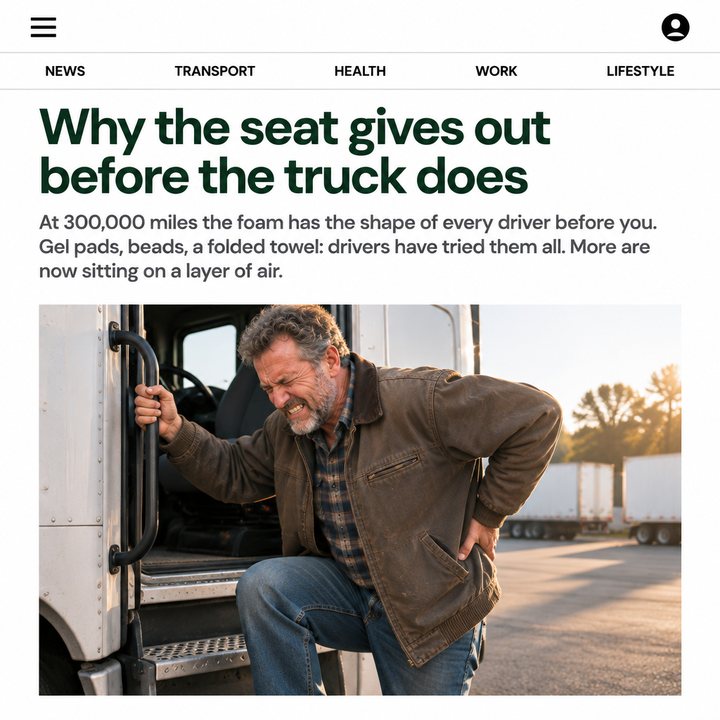 NEWS TRANSPORT HEALTH WORK LIFESTYLE
Why the seat gives out
before the truck does
At 300,000 miles the foam has the shape of every driver before you.
Gel pads, beads, a folded towel: drivers have tried them all. More are
now sitting on a layer of air.